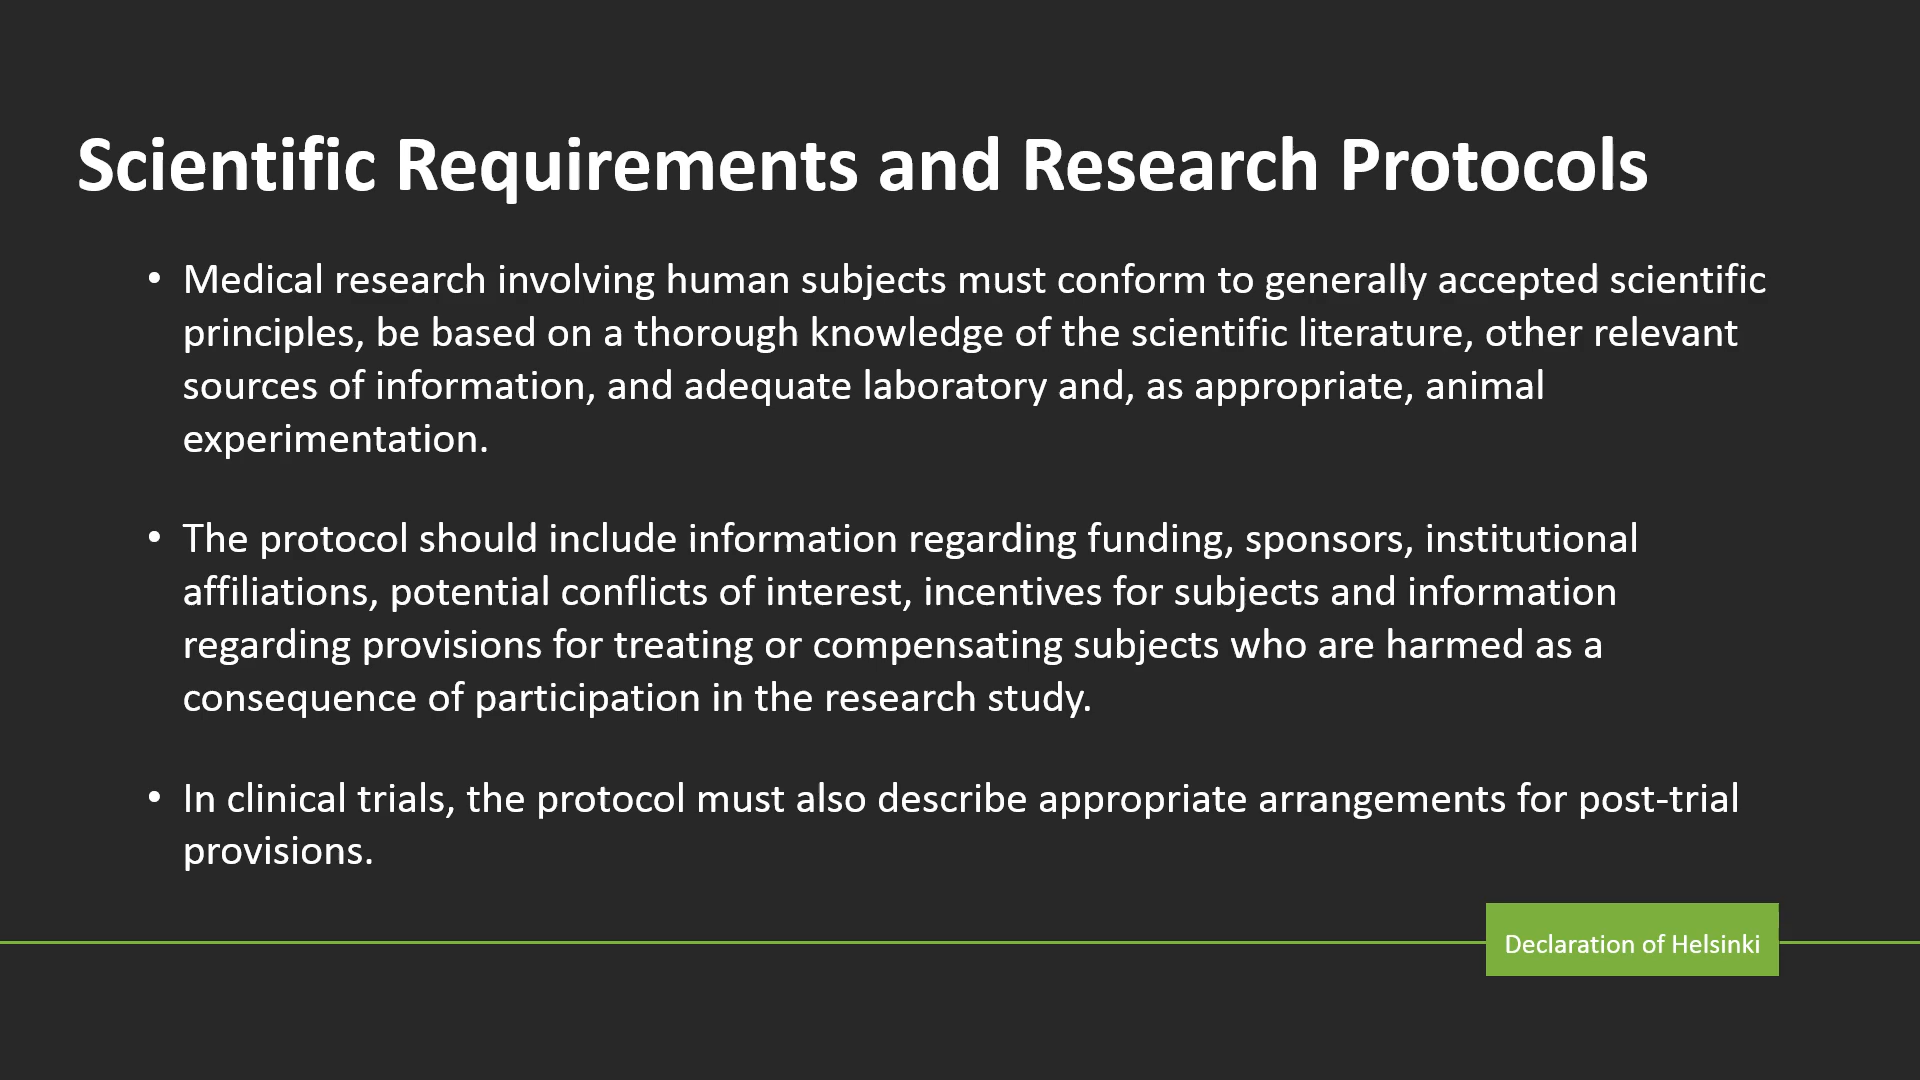 Scientific Requirements and Research Protocols
• Medical research involving human subjects must conform to generally accepted scientific
principles, be based on a thorough knowledge of the scientific literature, other relevant
sources of information, and adequate laboratory and, as appropriate, animal
experimentation.
• The protocol should include information regarding funding, sponsors, institutional
affiliations, potential conflicts of interest, incentives for subjects and information
regarding provisions for treating or compensating subjects who are harmed as a
consequence of participation in the research study.
• In clinical trials, the protocol must also describe appropriate arrangements for post-trial
provisions.
Declaration of Helsinki